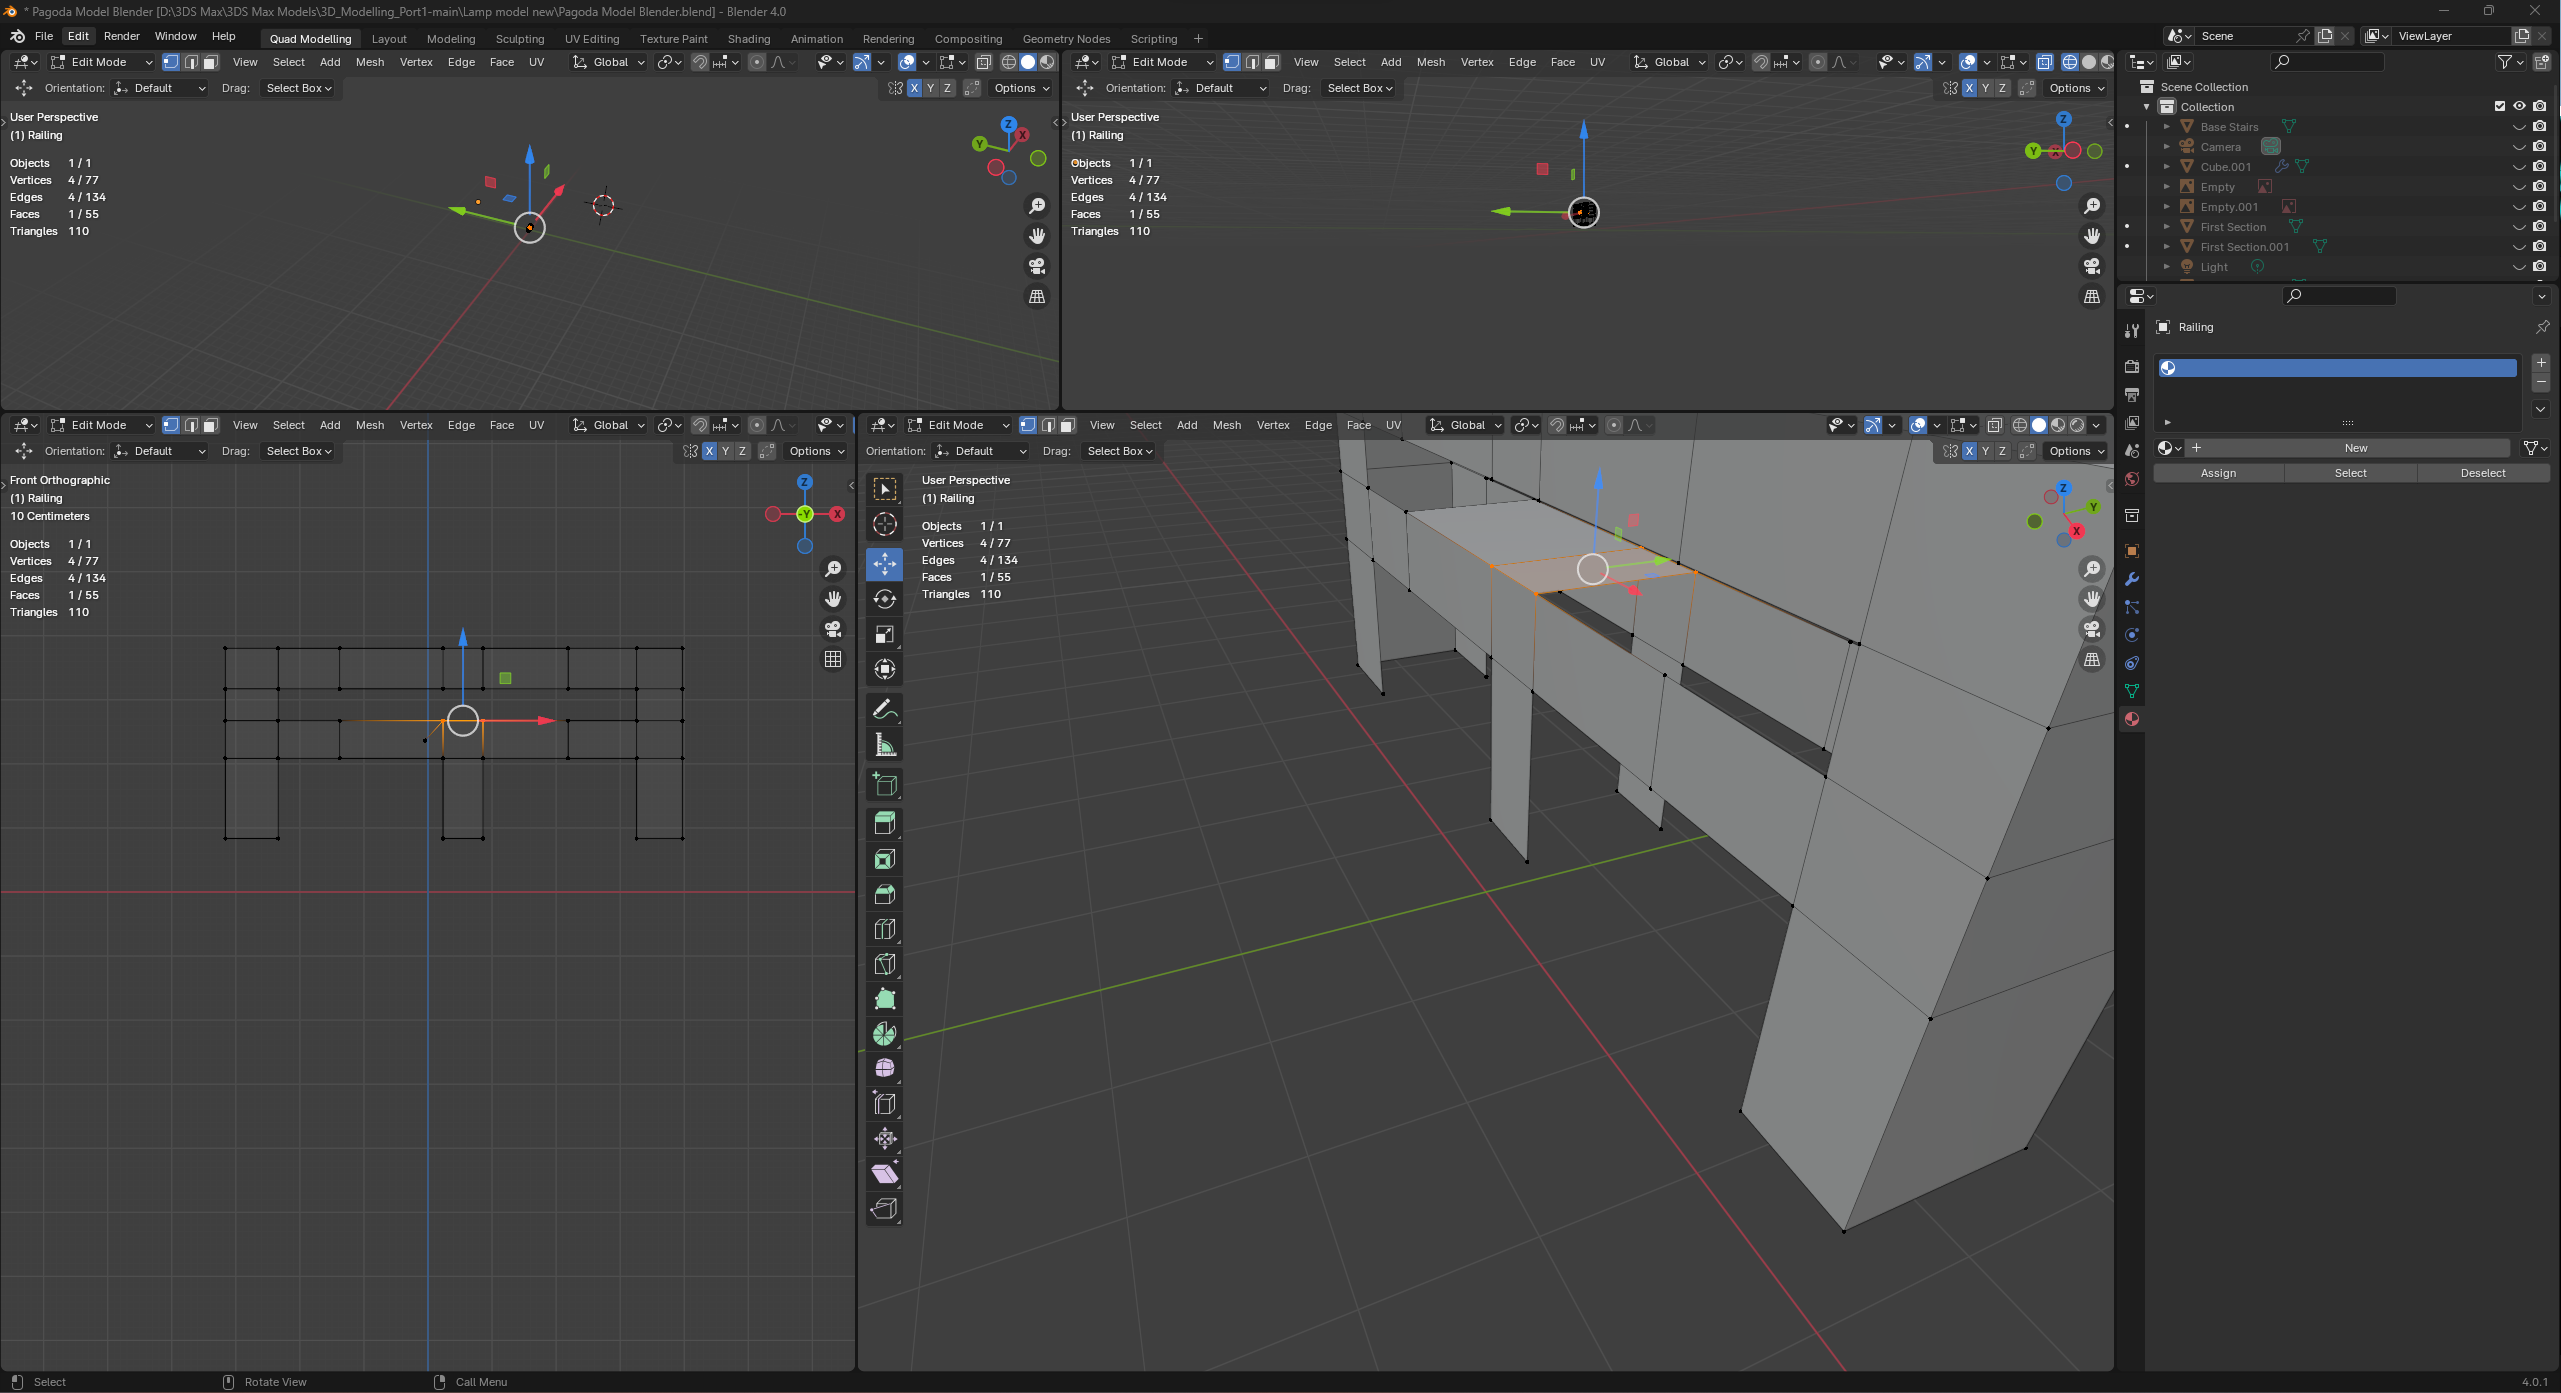 * Pagoda Model Blender [D:\3DS Max\3DS Max Models\3D_Modelling_Port1-main\Lamp model new\Pagoda Model Blender.blend] - Blender 4.0
File Edit Render Window Help Quad Modelling Layout Modeling Sculpting UV Editing Texture Paint Shading Animation Rendering Compositing Geometry Nodes Scripting + Scene ViewLayer
Edit Mode View Select Add Mesh Vertex Edge Face UV Global
Orientation: Default Drag: Select Box X Y Z Options
User Perspective
(1) Railing
Objects 1 / 1
Vertices 4 / 77
Edges 4 / 134
Faces 1 / 55
Triangles 110
Z
X
Y
Edit Mode View Select Add Mesh Vertex Edge Face UV Global
Orientation: Default Drag: Select Box X Y Z Options
User Perspective
(1) Railing
Objects 1 / 1
Vertices 4 / 77
Edges 4 / 134
Faces 1 / 55
Triangles 110
Z
Y
X
Edit Mode View Select Add Mesh Vertex Edge Face UV Global
Orientation: Default Drag: Select Box X Y Z Options
Front Orthographic
(1) Railing
10 Centimeters
Objects 1 / 1
Vertices 4 / 77
Edges 4 / 134
Faces 1 / 55
Triangles 110
Z
-Y
X
Edit Mode View Select Add Mesh Vertex Edge Face UV Global
Orientation: Default Drag: Select Box X Y Z Options
User Perspective
(1) Railing
Objects 1 / 1
Vertices 4 / 77
Edges 4 / 134
Faces 1 / 55
Triangles 110
Z
Y
X
Scene Collection
Collection
Base Stairs
Camera
Cube.001
Empty
Empty.001
First Section
First Section.001
Light
Railing
New
Assign Select Deselect
Select Rotate View Call Menu 4.0.1